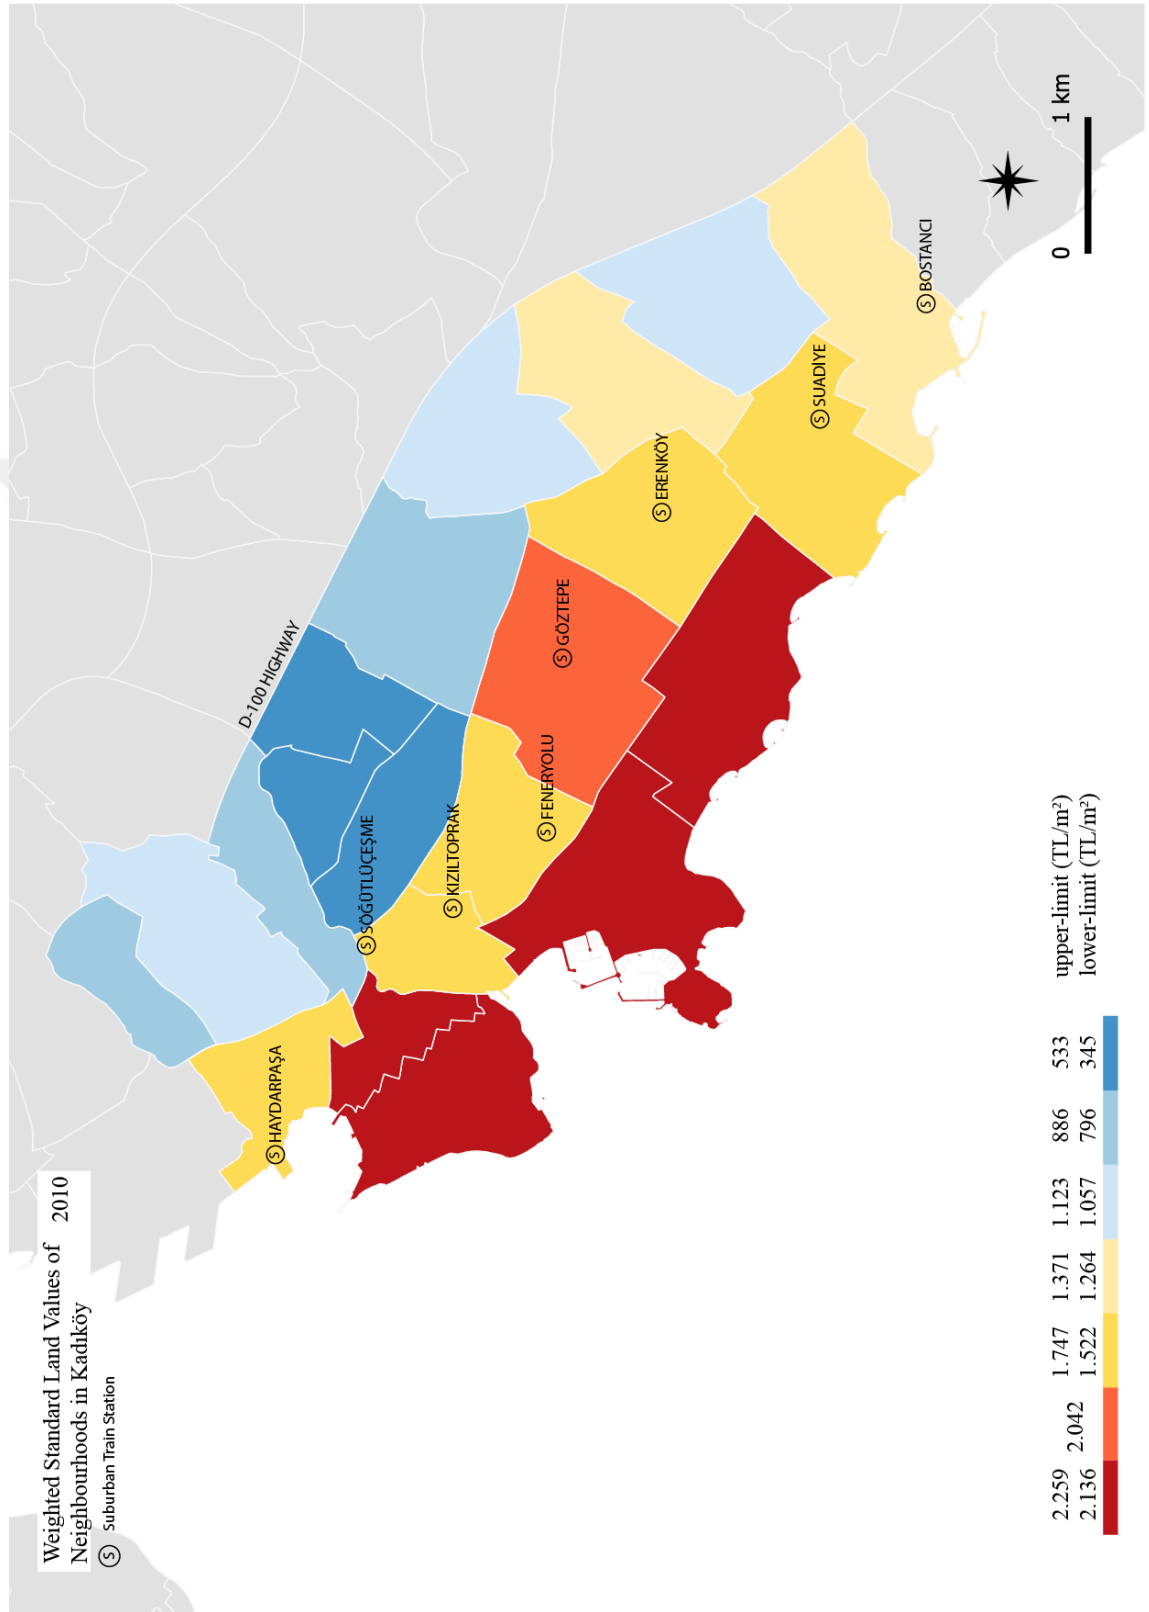 Weighted Standard Land Values of 2010
Neighbourhoods in Kadıköy
S Suburban Train Station
D-100 HIGHWAY
S HAYDARPAŞA
S SÖĞÜTLÜÇEŞME
S KIZILTOPRAK
S FENERYOLU
S GÖZTEPE
S ERENKÖY
S SUADİYE
S BOSTANCI
0 1 km
2.259 2.042 1.747 1.371 1.123 886 533 upper-limit (TL/m²)
2.136 1.522 1.264 1.057 796 345 lower-limit (TL/m²)